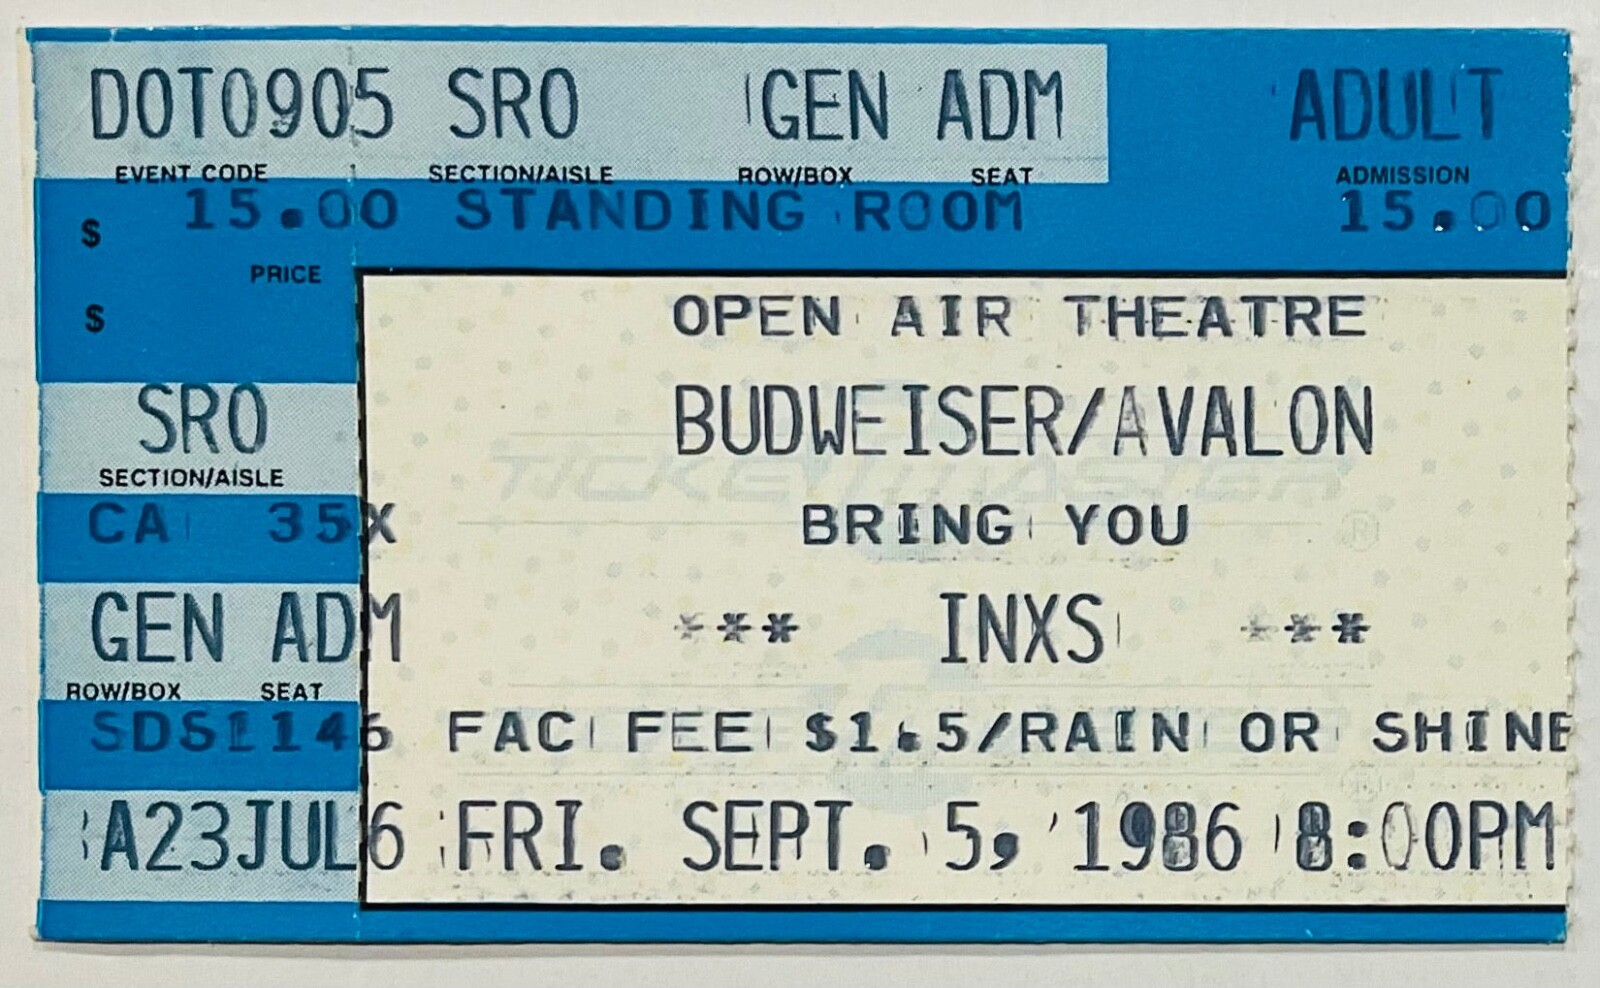 DOT0905 SRO GEN ADM ADULT
EVENT CODE SECTION/AISLE ROW/BOX SEAT ADMISSION
$ 15.00 STANDING ROOM 15.00
PRICE
$
OPEN AIR THEATRE
SRO
SECTION/AISLE
BUDWEISER/AVALON
TICKETMASTER
CA 35X
BRING YOU
®
GEN ADM
*** INXS ***
ROW/BOX SEAT
SDS1146 FAC FEE $1.5/RAIN OR SHINE
®
A23JUL6 FRI. SEPT. 5, 1986 8:00PM